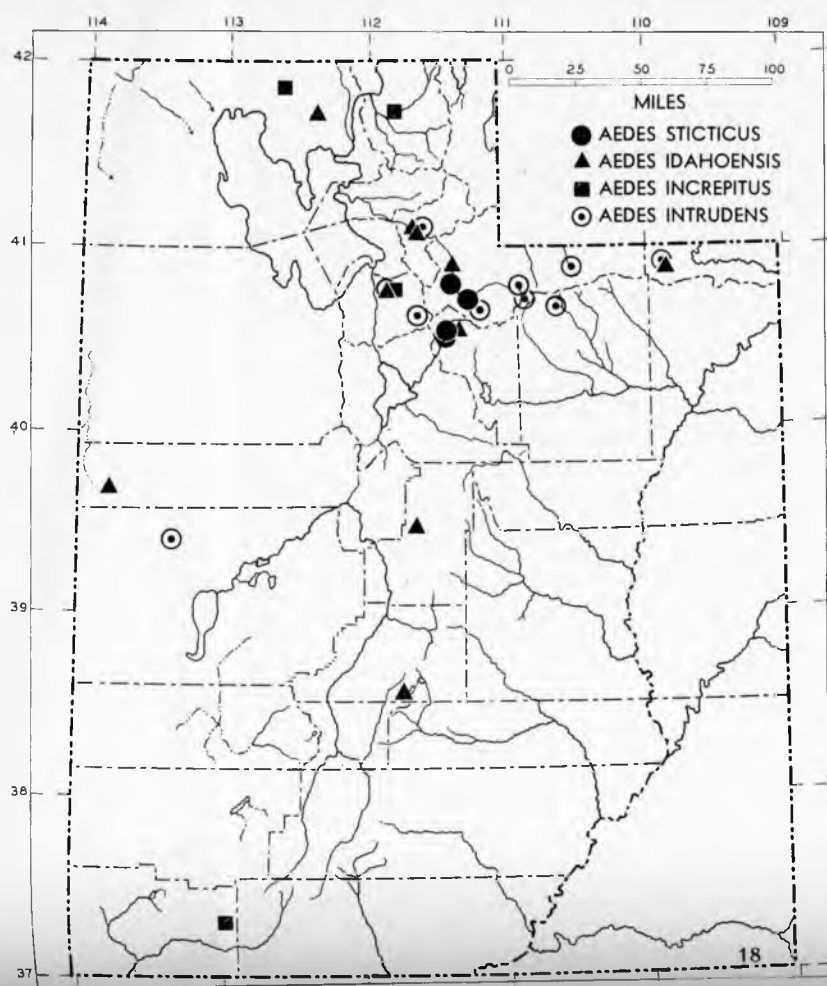 114 113 112 111 110 109
42
0 25 50 75 100
MILES
AEDES STICTICUS
AEDES IDAHOENSIS
AEDES INCREPITUS
AEDES INTRUDENS
41
40
39
38
37
18